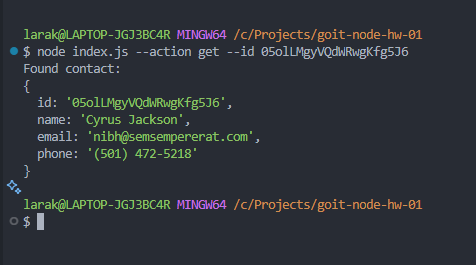 larak@LAPTOP-JGJ3BC4R MINGW64 /c/Projects/goit-node-hw-01
$ node index.js --action get --id 05olLMgyVQdWRwgKfg5J6
Found contact:
{
  id: '05olLMgyVQdWRwgKfg5J6',
  name: 'Cyrus Jackson',
  email: 'nibh@semsempererat.com',
  phone: '(501) 472-5218'
}
larak@LAPTOP-JGJ3BC4R MINGW64 /c/Projects/goit-node-hw-01
$